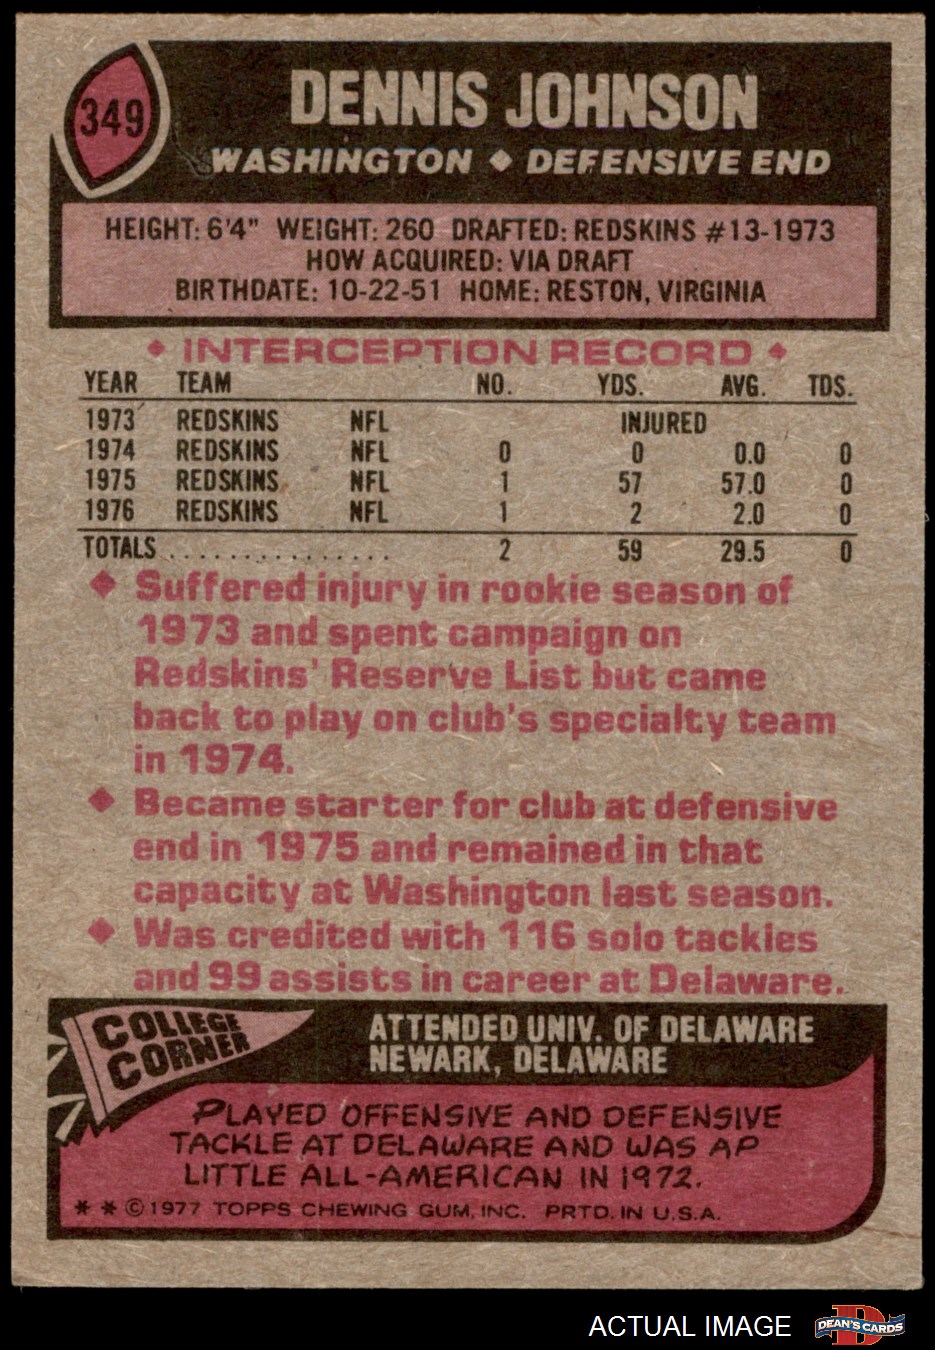 349
DENNIS JOHNSON
WASHINGTON ◆ DEFENSIVE END
HEIGHT: 6'4" WEIGHT: 260 DRAFTED: REDSKINS #13-1973
HOW ACQUIRED: VIA DRAFT
BIRTHDATE: 10-22-51 HOME: RESTON, VIRGINIA
◆ INTERCEPTION RECORD ◆
YEAR TEAM NO. YDS. AVG. TDS.
1973 REDSKINS NFL INJURED
1974 REDSKINS NFL 0 0 0.0 0
1975 REDSKINS NFL 1 57 57.0 0
1976 REDSKINS NFL 1 2 2.0 0
TOTALS . . . . . . . . . . . . . . . . 2 59 29.5 0
◆ Suffered injury in rookie season of
1973 and spent campaign on
Redskins' Reserve List but came
back to play on club's specialty team
in 1974.
◆ Became starter for club at defensive
end in 1975 and remained in that
capacity at Washington last season.
◆ Was credited with 116 solo tackles
and 99 assists in career at Delaware.
COLLEGE
CORNER
ATTENDED UNIV. OF DELAWARE
NEWARK, DELAWARE
PLAYED OFFENSIVE AND DEFENSIVE
TACKLE AT DELAWARE AND WAS AP
LITTLE ALL-AMERICAN IN 1972.
* * © 1977 TOPPS CHEWING GUM, INC. PRTD. IN U.S.A.
ACTUAL IMAGE
D
DEAN'S CARDS